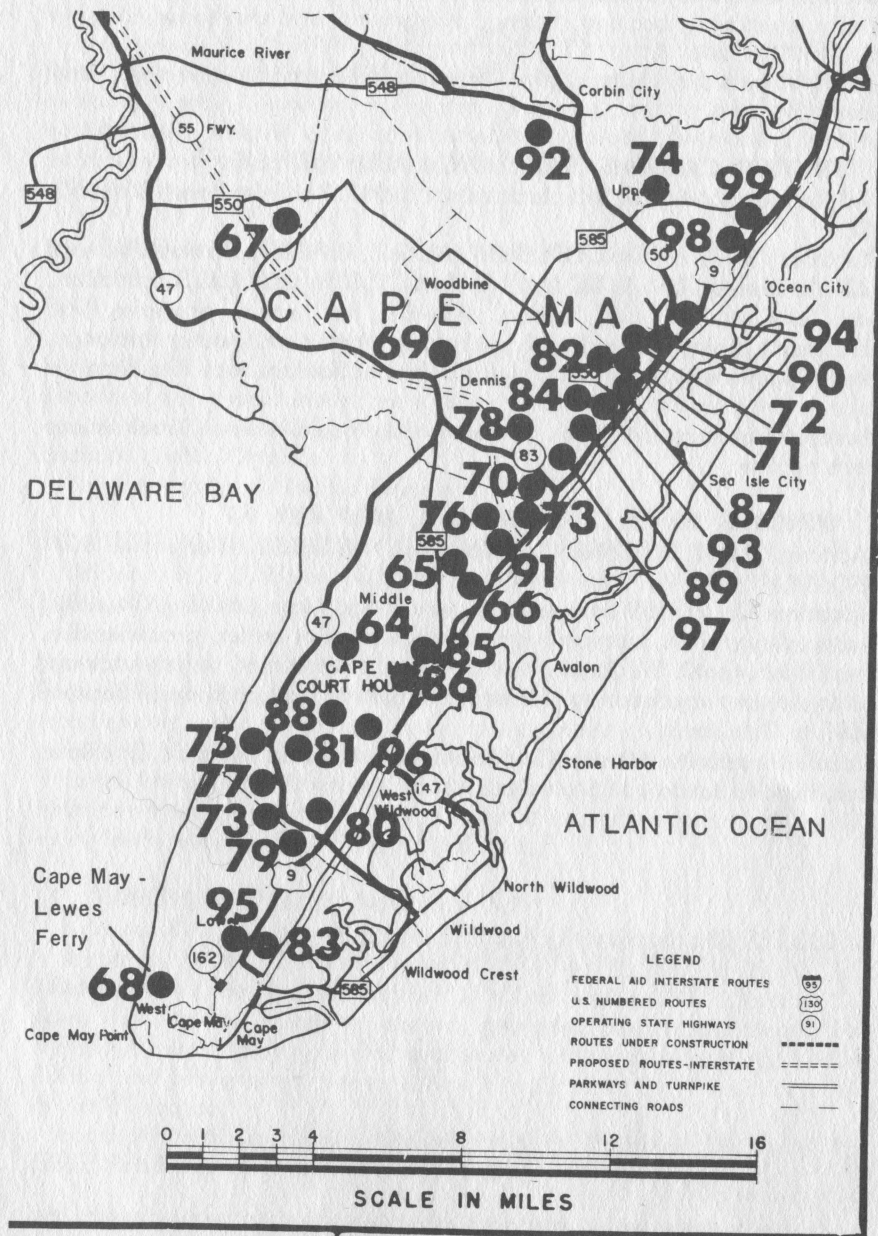 Maurice River
548
Corbin City
55 FWY.
92
74
548
550
67
99
585
98
50
9
47
Woodbine
Ocean City
CAPE MAY
94
69
82
90
Dennis
84
72
78
71
83
Sea Isle City
DELAWARE BAY
70
87
76
73
93
585
91
65
89
Middle
66
97
47
64
85
Avalon
CAPE
COURT HOUSE
86
88
75
81
96
Stone Harbor
77
147
West Wildwood
73
80
ATLANTIC OCEAN
79
9
Cape May -
Lewes
Ferry
North Wildwood
95
Wildwood
83
162
Wildwood Crest
68
585
West
Cape May
Cape May Point
Cape
May
LEGEND
FEDERAL AID INTERSTATE ROUTES 95
U.S. NUMBERED ROUTES 130
OPERATING STATE HIGHWAYS 91
ROUTES UNDER CONSTRUCTION
PROPOSED ROUTES-INTERSTATE
PARKWAYS AND TURNPIKE
CONNECTING ROADS
0 1 2 4 8 12 16
SCALE IN MILES